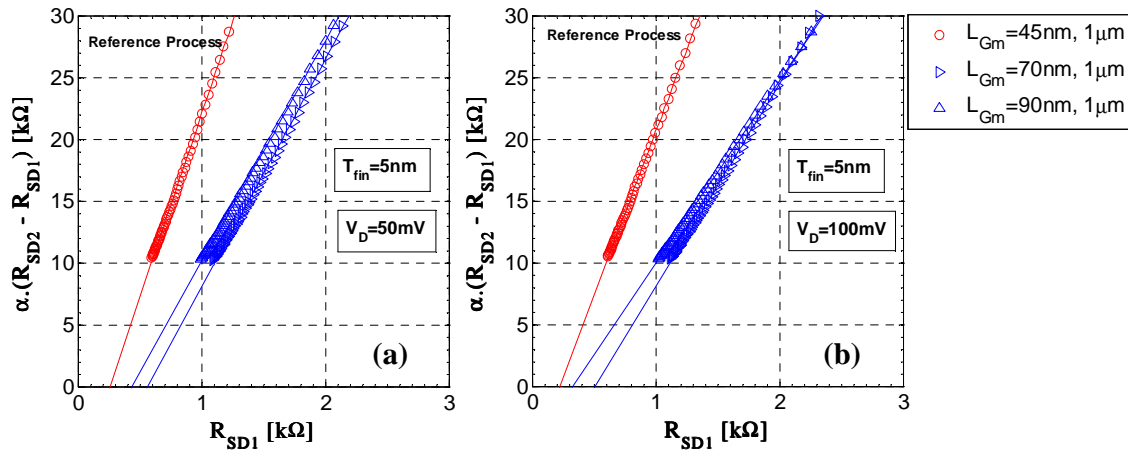 30
25
20
15
10
5
0
α.(R_SD2 - R_SD1) [kΩ]
Reference Process
T_fin=5nm
V_D=50mV
(a)
0 1 2 3
R_SD1 [kΩ]
30
25
20
15
10
5
0
α.(R_SD2 - R_SD1) [kΩ]
Reference Process
T_fin=5nm
V_D=100mV
(b)
0 1 2 3
R_SD1 [kΩ]
L_Gm=45nm, 1μm
L_Gm=70nm, 1μm
L_Gm=90nm, 1μm